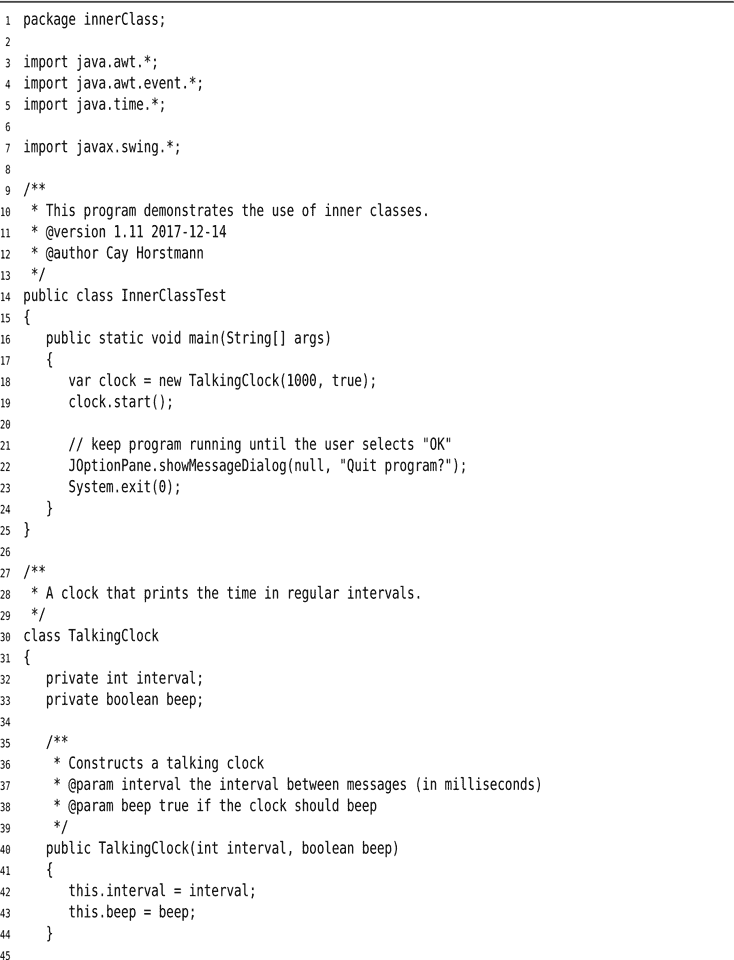 1 package innerClass;
2
3 import java.awt.*;
4 import java.awt.event.*;
5 import java.time.*;
6
7 import javax.swing.*;
8
9 /**
10  * This program demonstrates the use of inner classes.
11  * @version 1.11 2017-12-14
12  * @author Cay Horstmann
13  */
14 public class InnerClassTest
15 {
16    public static void main(String[] args)
17    {
18       var clock = new TalkingClock(1000, true);
19       clock.start();
20
21       // keep program running until the user selects "OK"
22       JOptionPane.showMessageDialog(null, "Quit program?");
23       System.exit(0);
24    }
25 }
26
27 /**
28  * A clock that prints the time in regular intervals.
29  */
30 class TalkingClock
31 {
32    private int interval;
33    private boolean beep;
34
35    /**
36     * Constructs a talking clock
37     * @param interval the interval between messages (in milliseconds)
38     * @param beep true if the clock should beep
39     */
40    public TalkingClock(int interval, boolean beep)
41    {
42       this.interval = interval;
43       this.beep = beep;
44    }
45